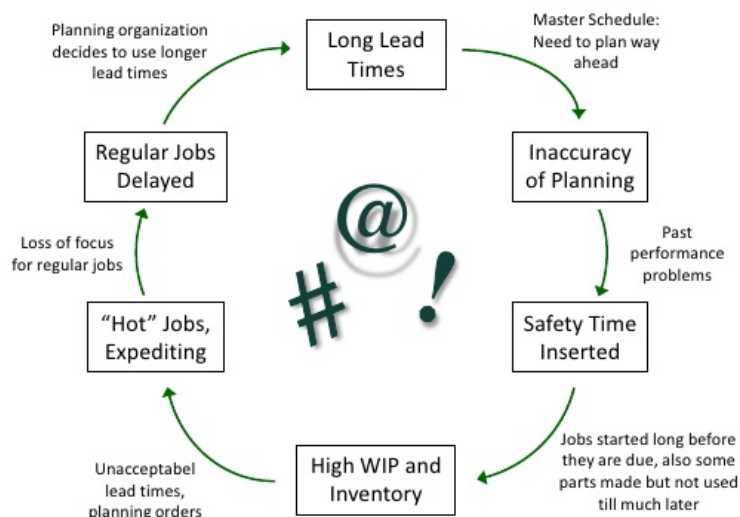 Long Lead
Times
Master Schedule:
Need to plan way
ahead
Inaccuracy
of Planning
Past
performance
problems
Safety Time
Inserted
Jobs started long before
they are due, also some
parts made but not used
till much later
High WIP and
Inventory
Unacceptabel
lead times,
planning orders
“Hot” Jobs,
Expediting
Loss of focus
for regular jobs
Regular Jobs
Delayed
Planning organization
decides to use longer
lead times
@
# !